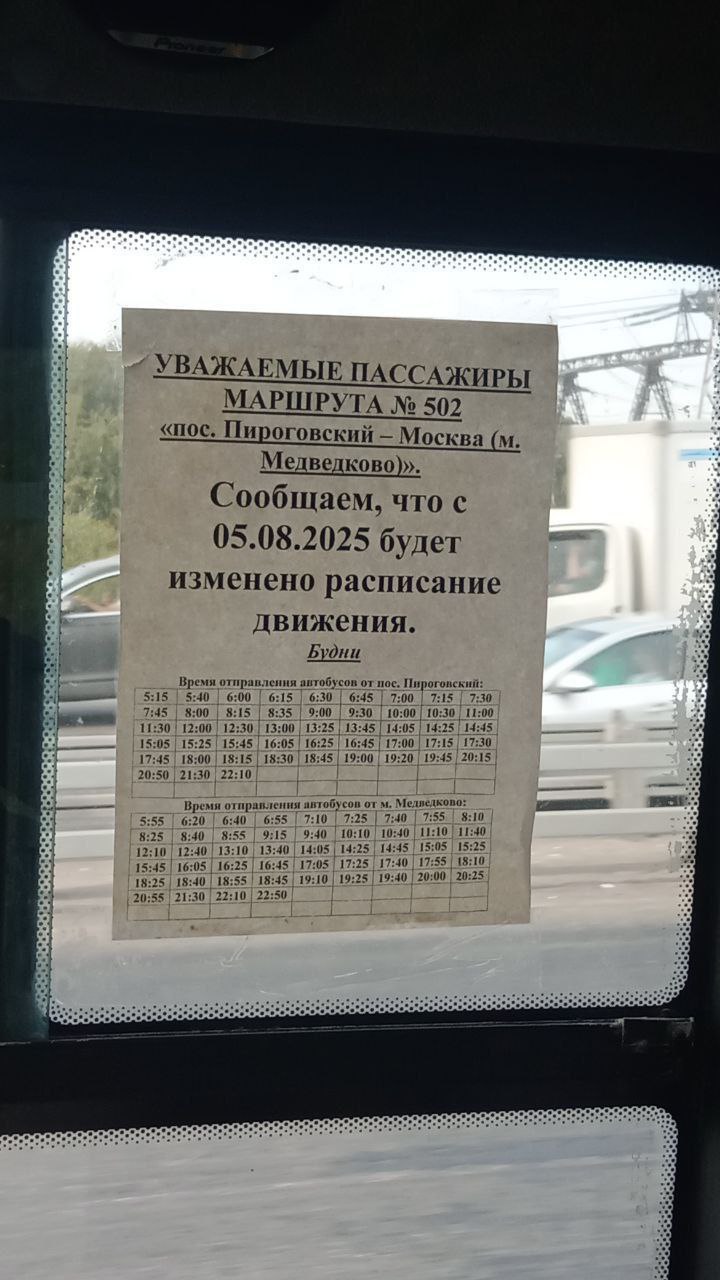 Pioneer
УВАЖАЕМЫЕ ПАССАЖИРЫ
МАРШРУТА № 502
«пос. Пироговский – Москва (м.
Медведково)».
Сообщаем, что с
05.08.2025 будет
изменено расписание
движения.
Будни
Время отправления автобусов от пос. Пироговский:
5:15 5:40 6:00 6:15 6:30 6:45 7:00 7:15 7:30
7:45 8:00 8:15 8:35 9:00 9:30 10:00 10:30 11:00
11:30 12:00 12:30 13:00 13:25 13:45 14:05 14:25 14:45
15:05 15:25 15:45 16:05 16:25 16:45 17:00 17:15 17:30
17:45 18:00 18:15 18:30 18:45 19:00 19:20 19:45 20:15
20:50 21:30 22:10
Время отправления автобусов от м. Медведково:
5:55 6:20 6:40 6:55 7:10 7:25 7:40 7:55 8:10
8:25 8:40 8:55 9:15 9:40 10:10 10:40 11:10 11:40
12:10 12:40 13:10 13:40 14:05 14:25 14:45 15:05 15:25
15:45 16:05 16:25 16:45 17:05 17:25 17:40 17:55 18:10
18:25 18:40 18:55 18:45 19:10 19:25 19:40 20:00 20:25
20:55 21:30 22:10 22:50